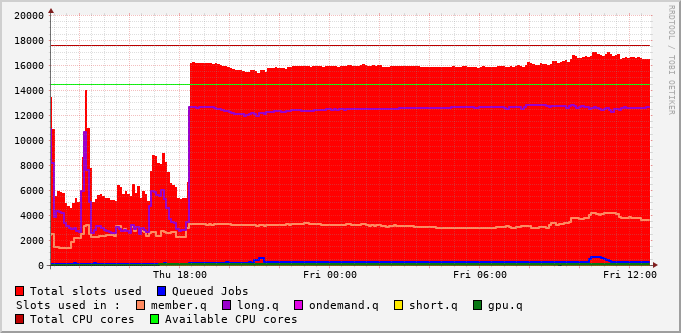 20000
18000
16000
14000
12000
10000
8000
6000
4000
2000
0
Thu 18:00 Fri 00:00 Fri 06:00 Fri 12:00
Total slots used Queued Jobs
Slots used in : member.q long.q ondemand.q short.q gpu.q
Total CPU cores Available CPU cores
RRDTOOL / TOBI OETIKER